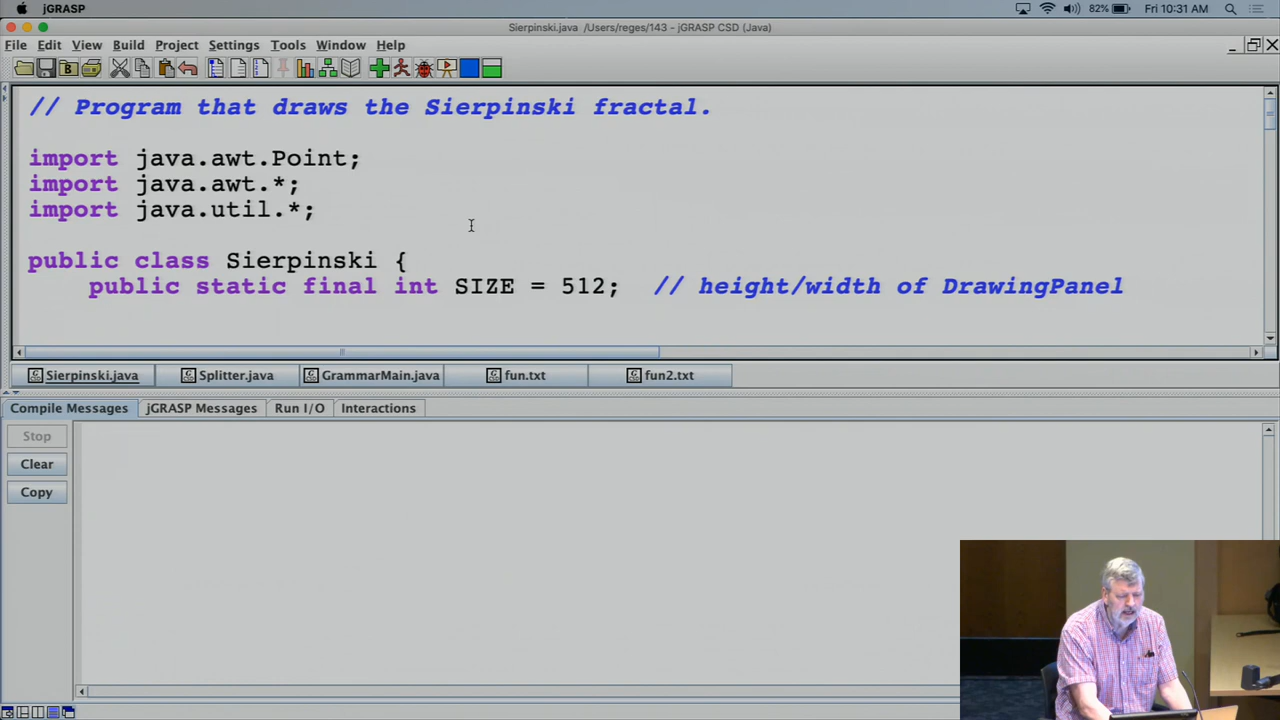 jGRASP
82%
Fri 10:31 AM
Sierpinski.java /Users/reges/143 - jGRASP CSD (Java)
File Edit View Build Project Settings Tools Window Help
B
// Program that draws the Sierpinski fractal.
import java.awt.Point;
import java.awt.*;
import java.util.*;
public class Sierpinski {
public static final int SIZE = 512; // height/width of DrawingPanel
Sierpinski.java Splitter.java GrammarMain.java fun.txt fun2.txt
Compile Messages jGRASP Messages Run I/O Interactions
Stop
Clear
Copy